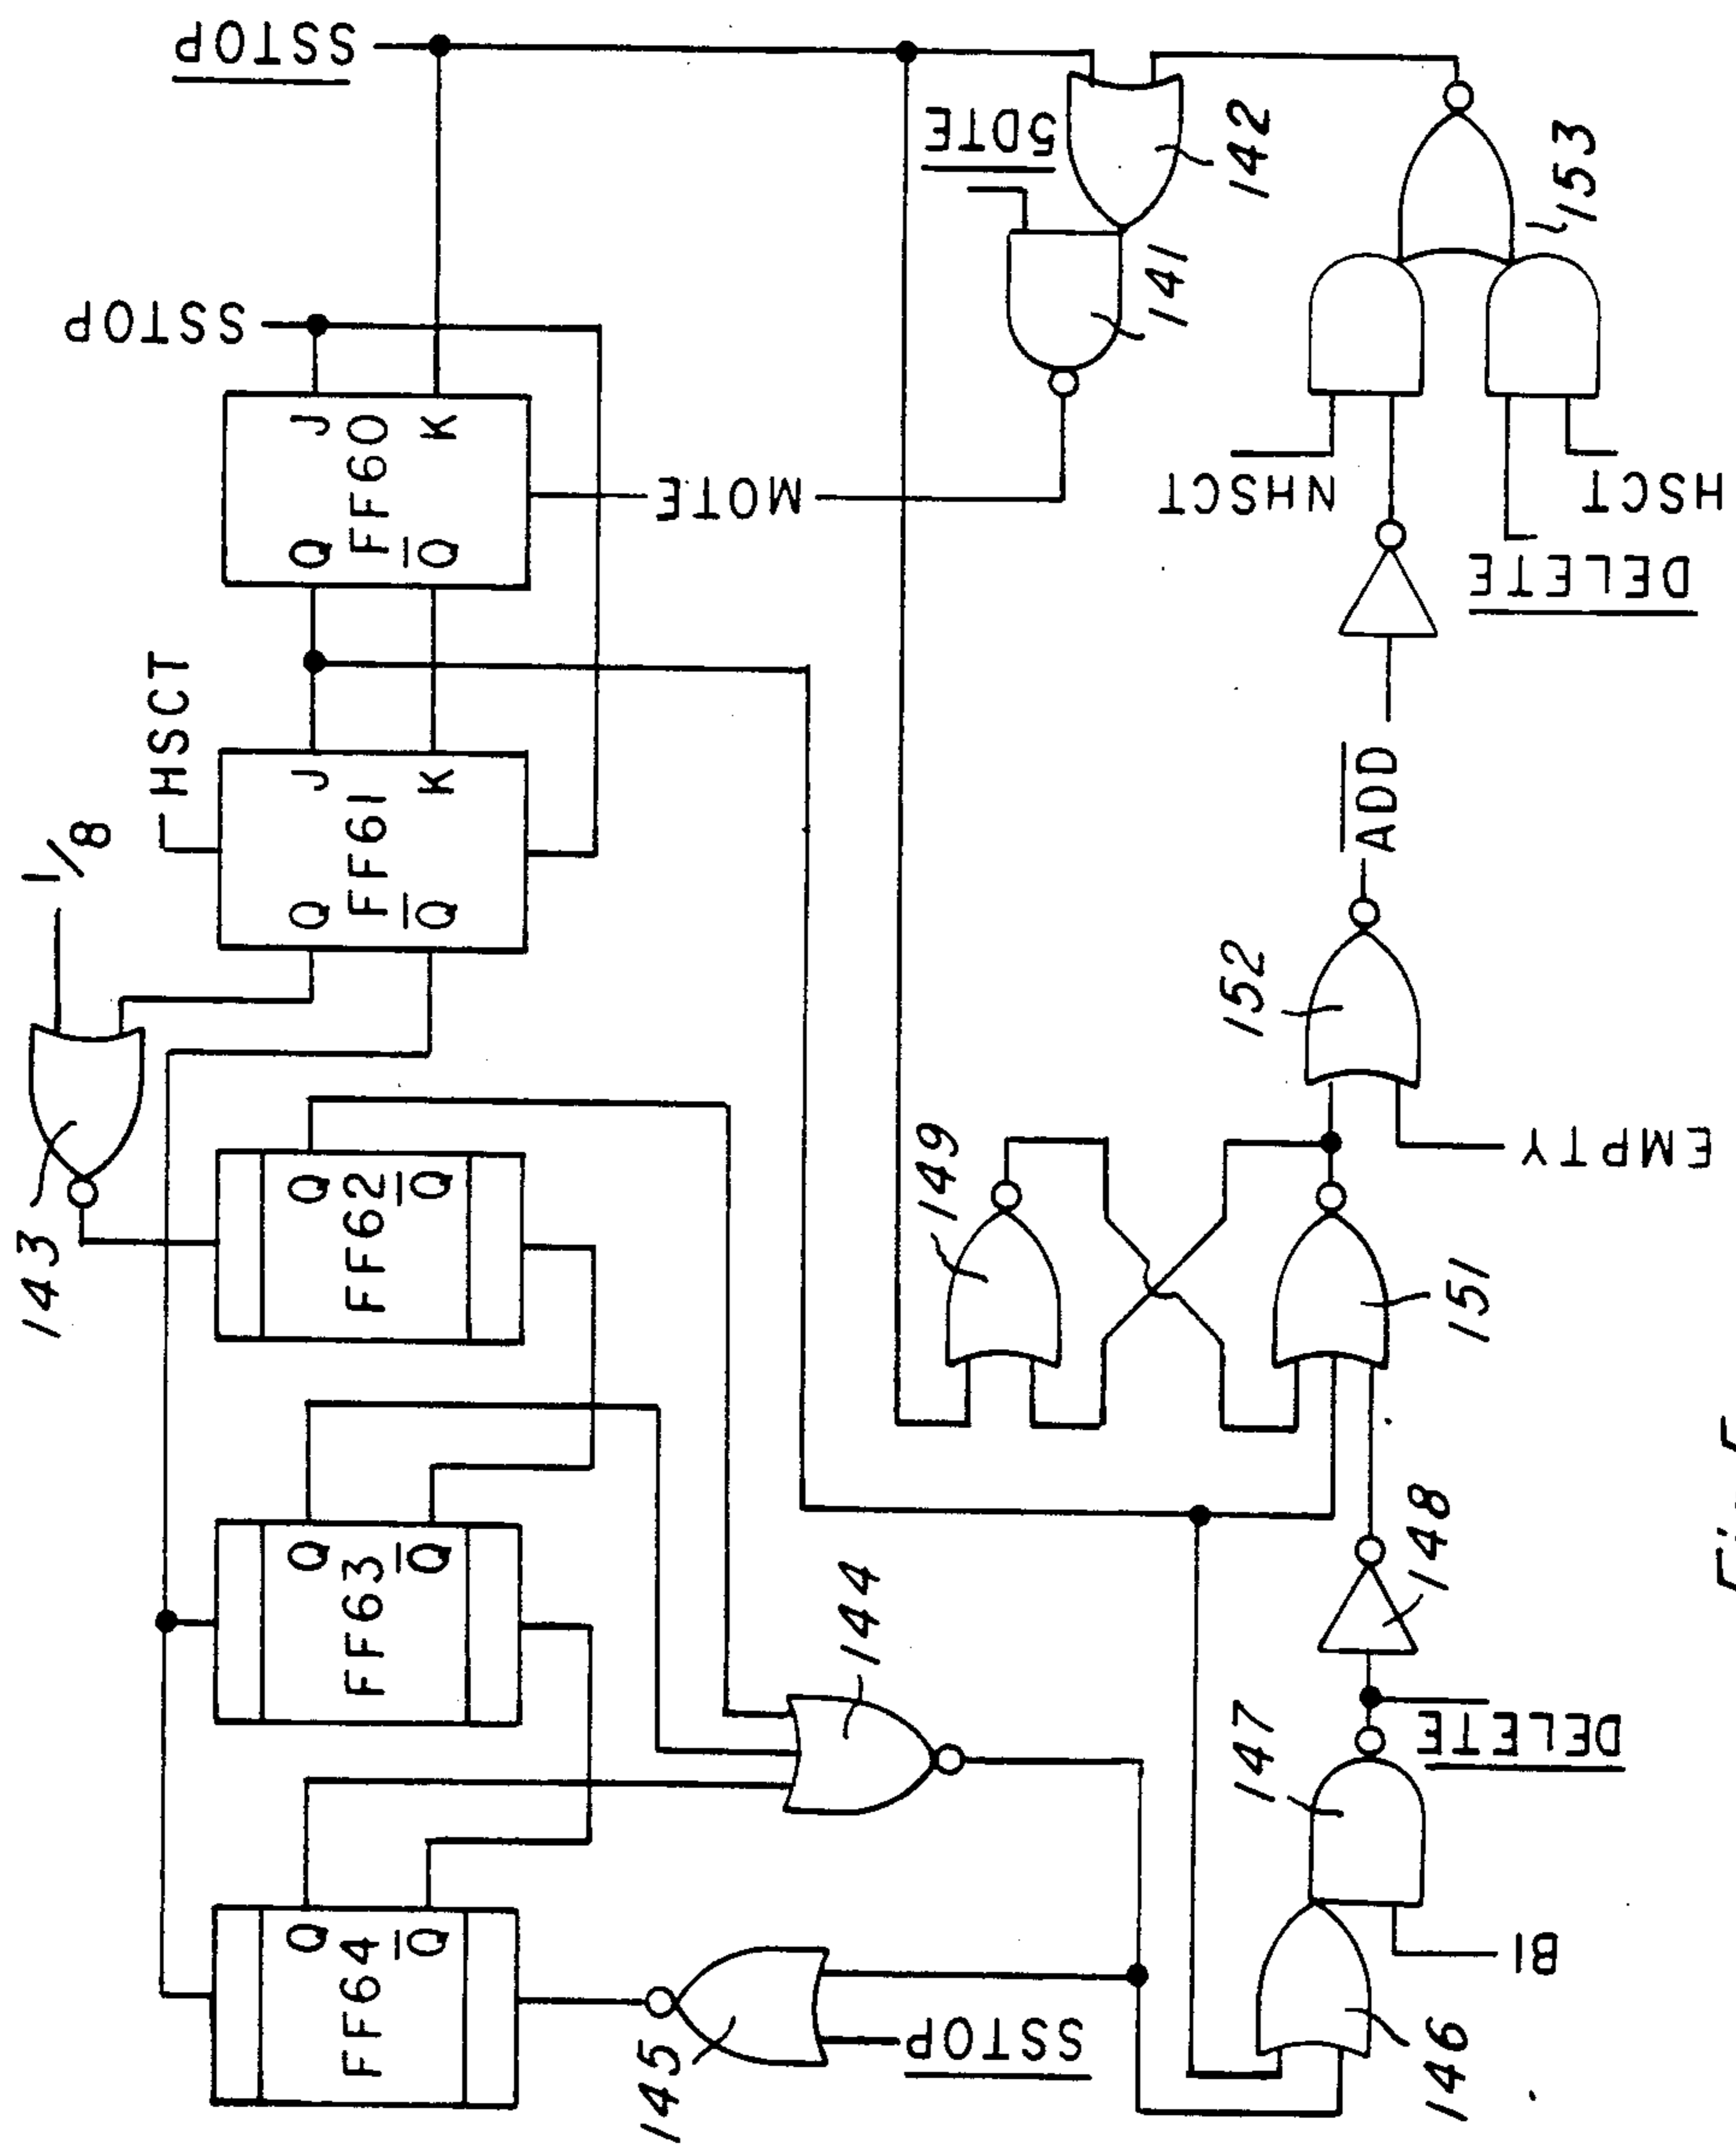 143
1/8
HSCT
SSTOP
SSTOP
Q
FF64
Q̅
Q
FF63
Q̅
Q
FF62
Q̅
Q
J
FF61
Q̅
K
Q
J
FF60
Q̅
K
145
MOTE
144
SSTOP
149
5DTE
141
142
147
152
NHSCT
146
148
151
ADD
DELETE
153
BI
DELETE
EMPTY
HSCT